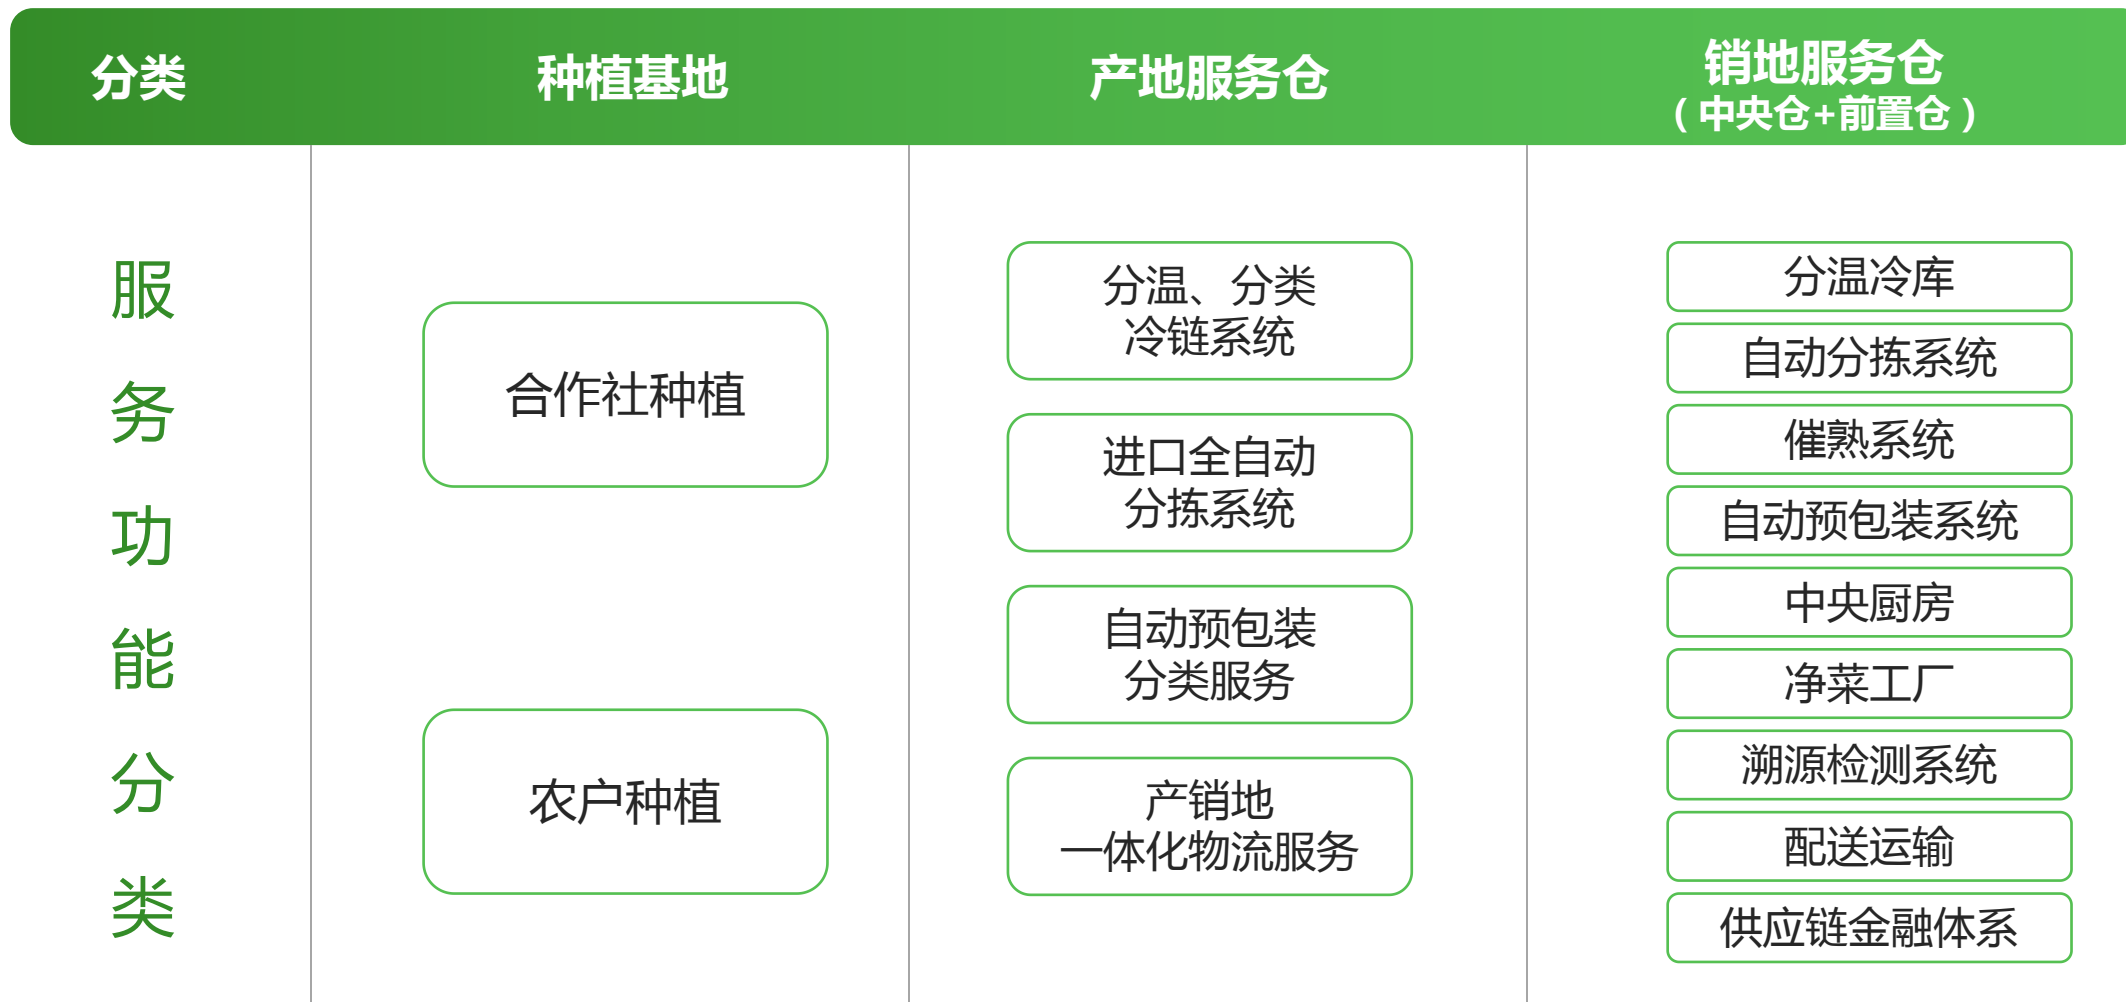 分类
种植基地
产地服务仓
销地服务仓
（中央仓+前置仓）
服
务
功
能
分
类
合作社种植
农户种植
分温、分类
冷链系统
进口全自动
分拣系统
自动预包装
分类服务
产销地
一体化物流服务
分温冷库
自动分拣系统
催熟系统
自动预包装系统
中央厨房
净菜工厂
溯源检测系统
配送运输
供应链金融体系